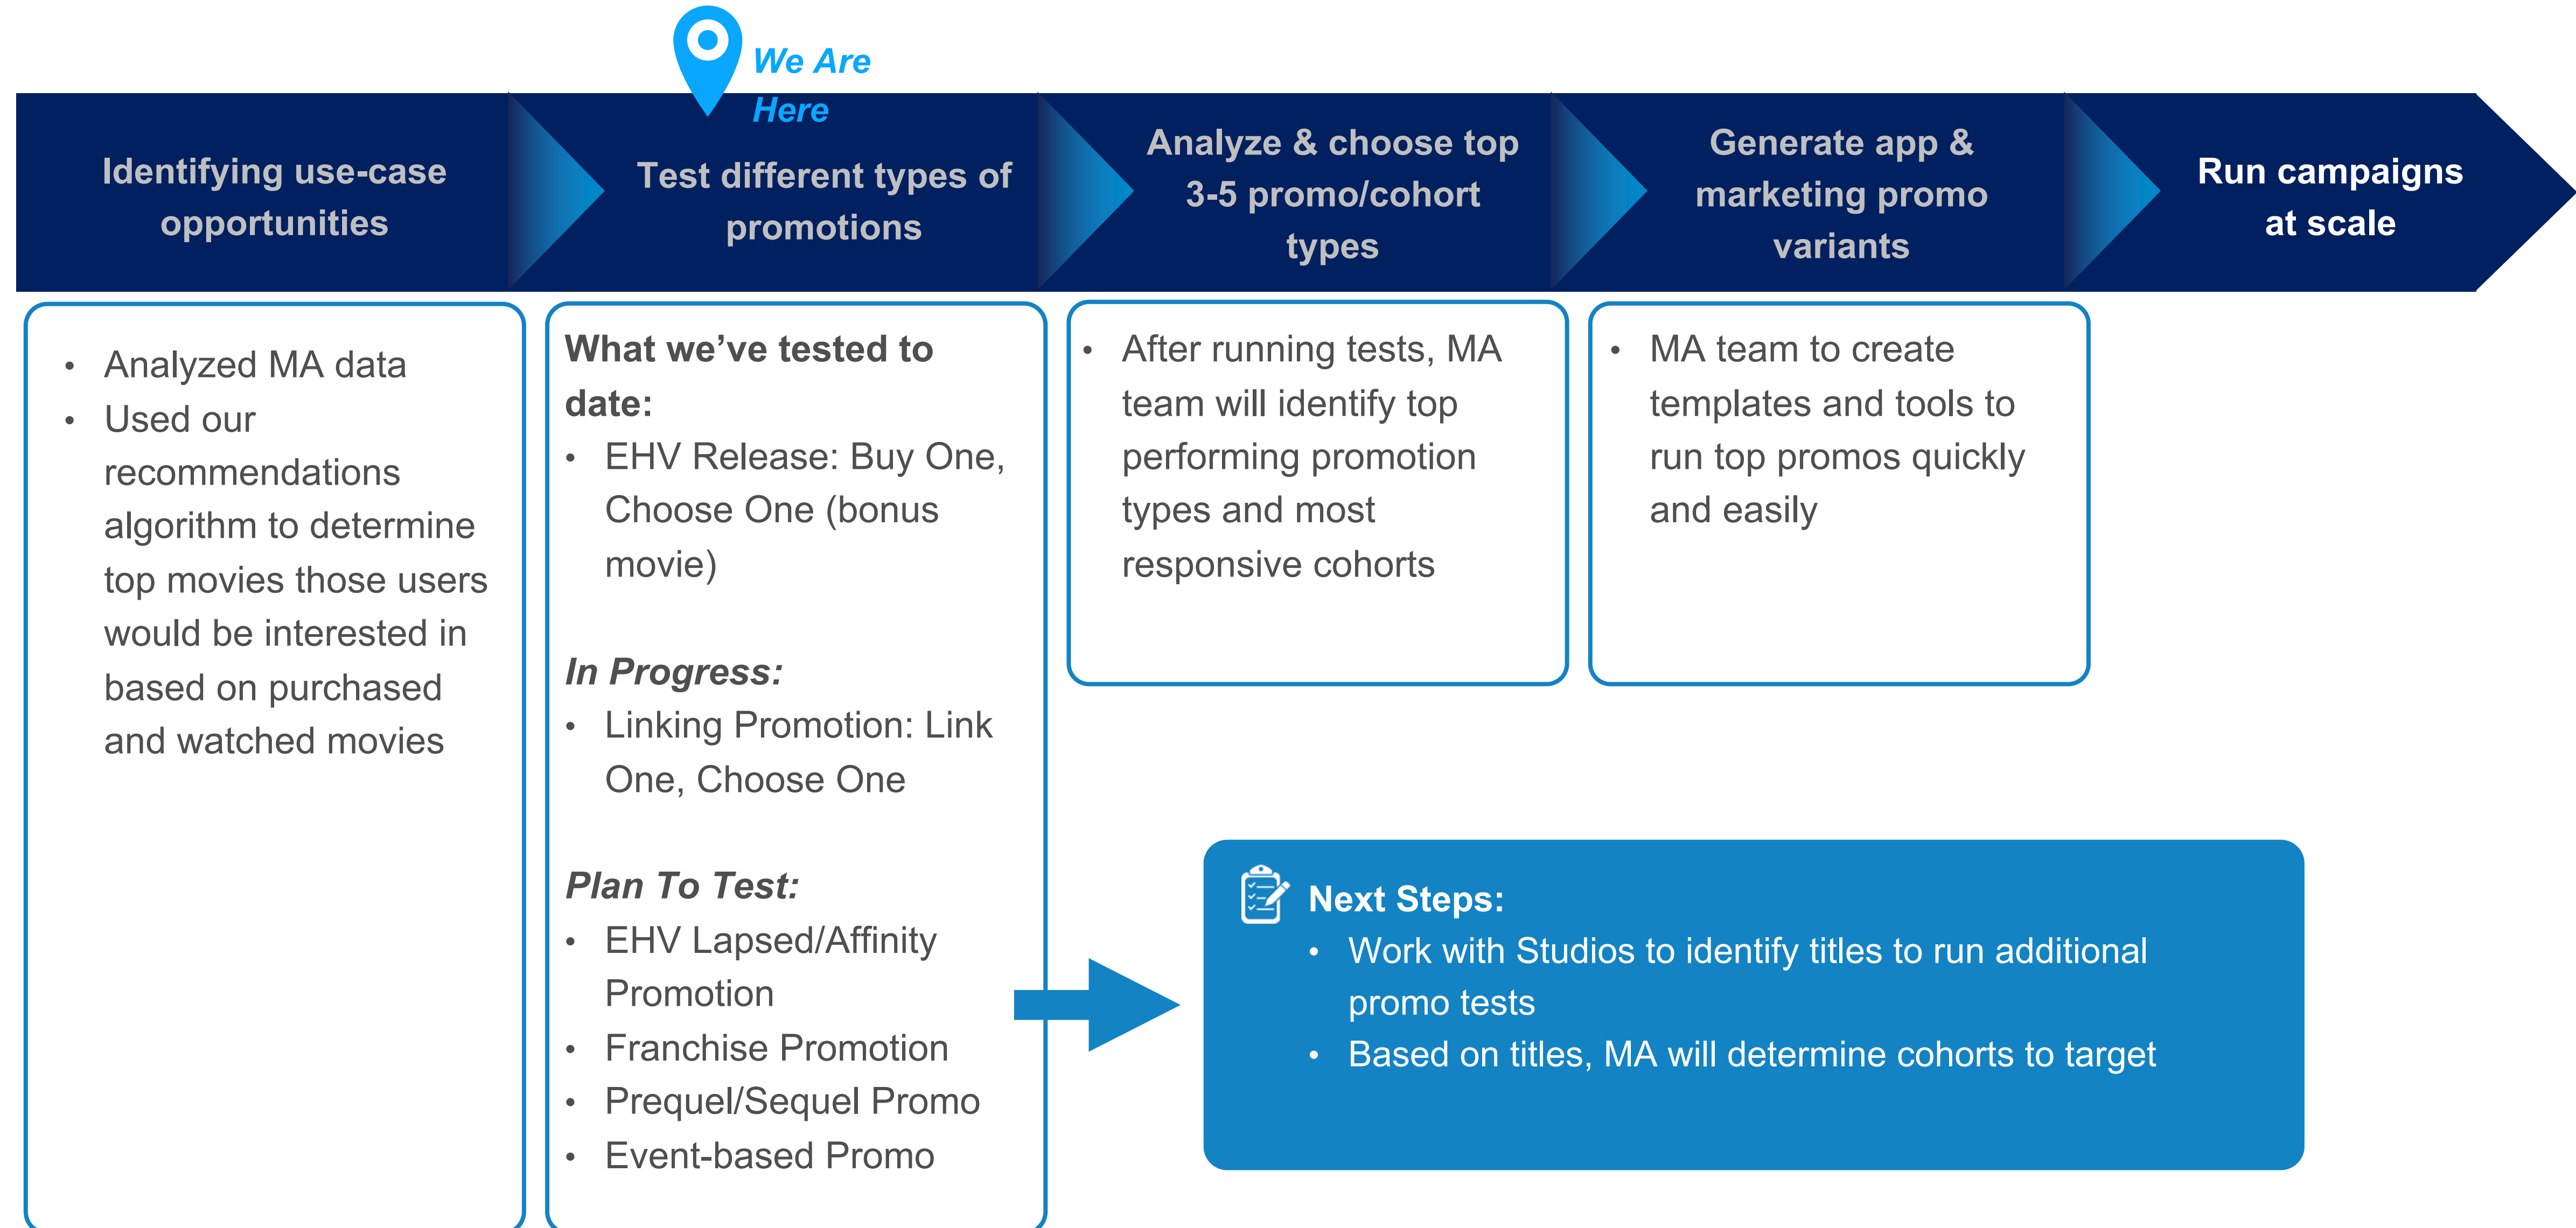 We Are
Here
Identifying use-case
opportunities
Test different types of
promotions
Analyze & choose top
3-5 promo/cohort
types
Generate app &
marketing promo
variants
Run campaigns
at scale
• Analyzed MA data
• Used our
recommendations
algorithm to determine
top movies those users
would be interested in
based on purchased
and watched movies
What we’ve tested to
date:
• EHV Release: Buy One,
Choose One (bonus
movie)
In Progress:
• Linking Promotion: Link
One, Choose One
Plan To Test:
• EHV Lapsed/Affinity
Promotion
• Franchise Promotion
• Prequel/Sequel Promo
• Event-based Promo
• After running tests, MA
team will identify top
performing promotion
types and most
responsive cohorts
• MA team to create
templates and tools to
run top promos quickly
and easily
Next Steps:
• Work with Studios to identify titles to run additional
promo tests
• Based on titles, MA will determine cohorts to target